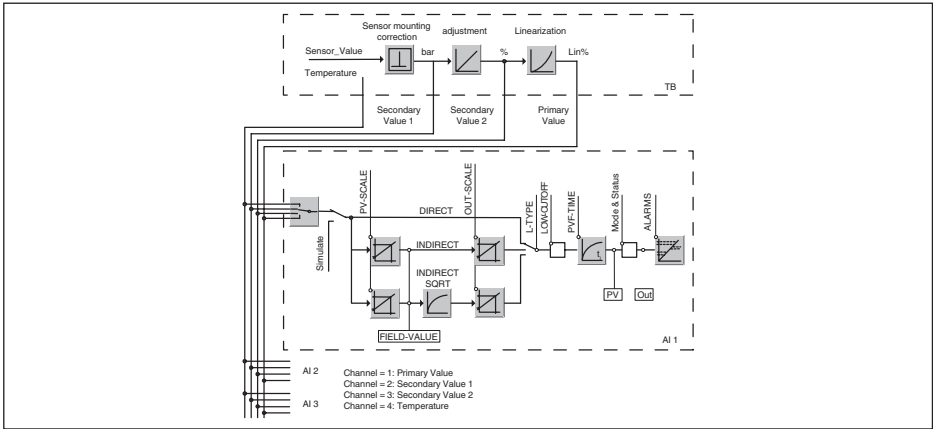 Sensor mounting
correction
adjustment
Linearization
Sensor_Value
bar
%
Lin%
Temperature
TB
Secondary
Value 1
Secondary
Value 2
Primary
Value
PV-SCALE
OUT-SCALE
L-TYPE
LOW-CUTOFF
PVF-TIME
Mode & Status
ALARMS
DIRECT
Simulate
INDIRECT
INDIRECT
SQRT
t
PV
Out
FIELD-VALUE
AI 1
AI 2
AI 3
Channel = 1: Primary Value
Channel = 2: Secondary Value 1
Channel = 3: Secondary Value 2
Channel = 4: Temperature